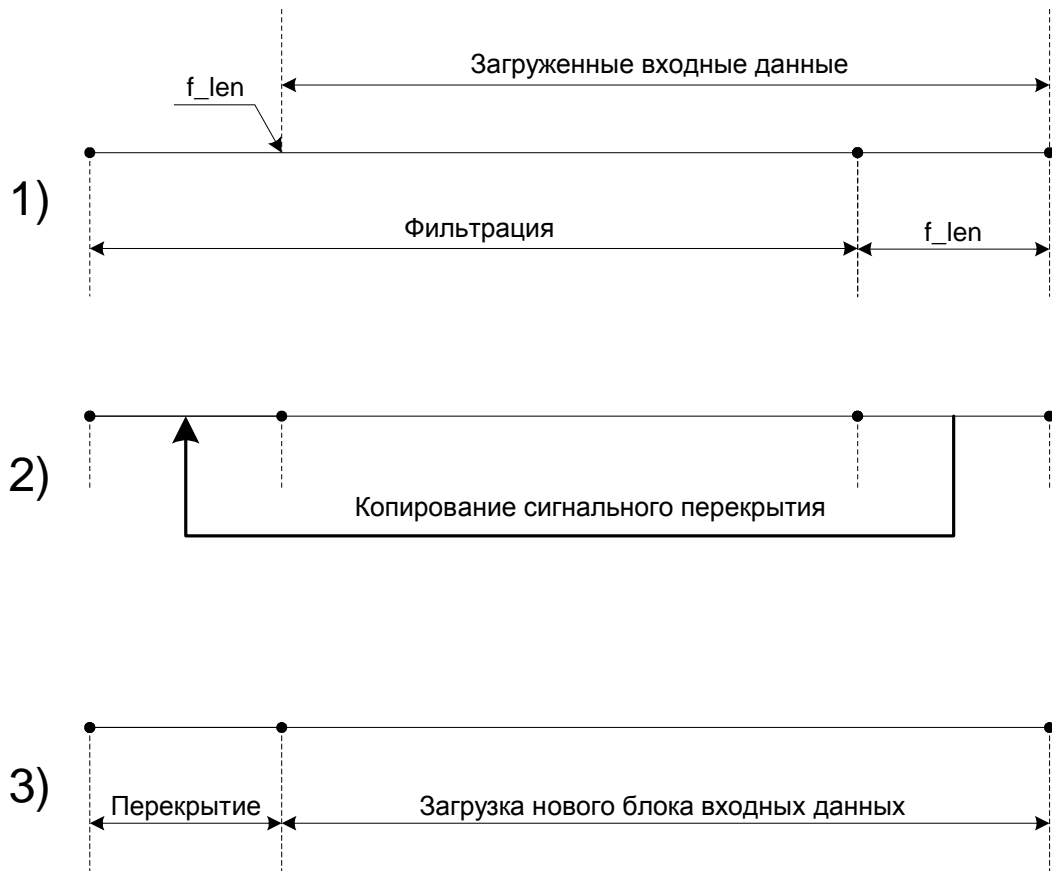 Загруженные входные данные
f_len
1)
Фильтрация
f_len
2)
Копирование сигнального перекрытия
3)
Перекрытие
Загрузка нового блока входных данных